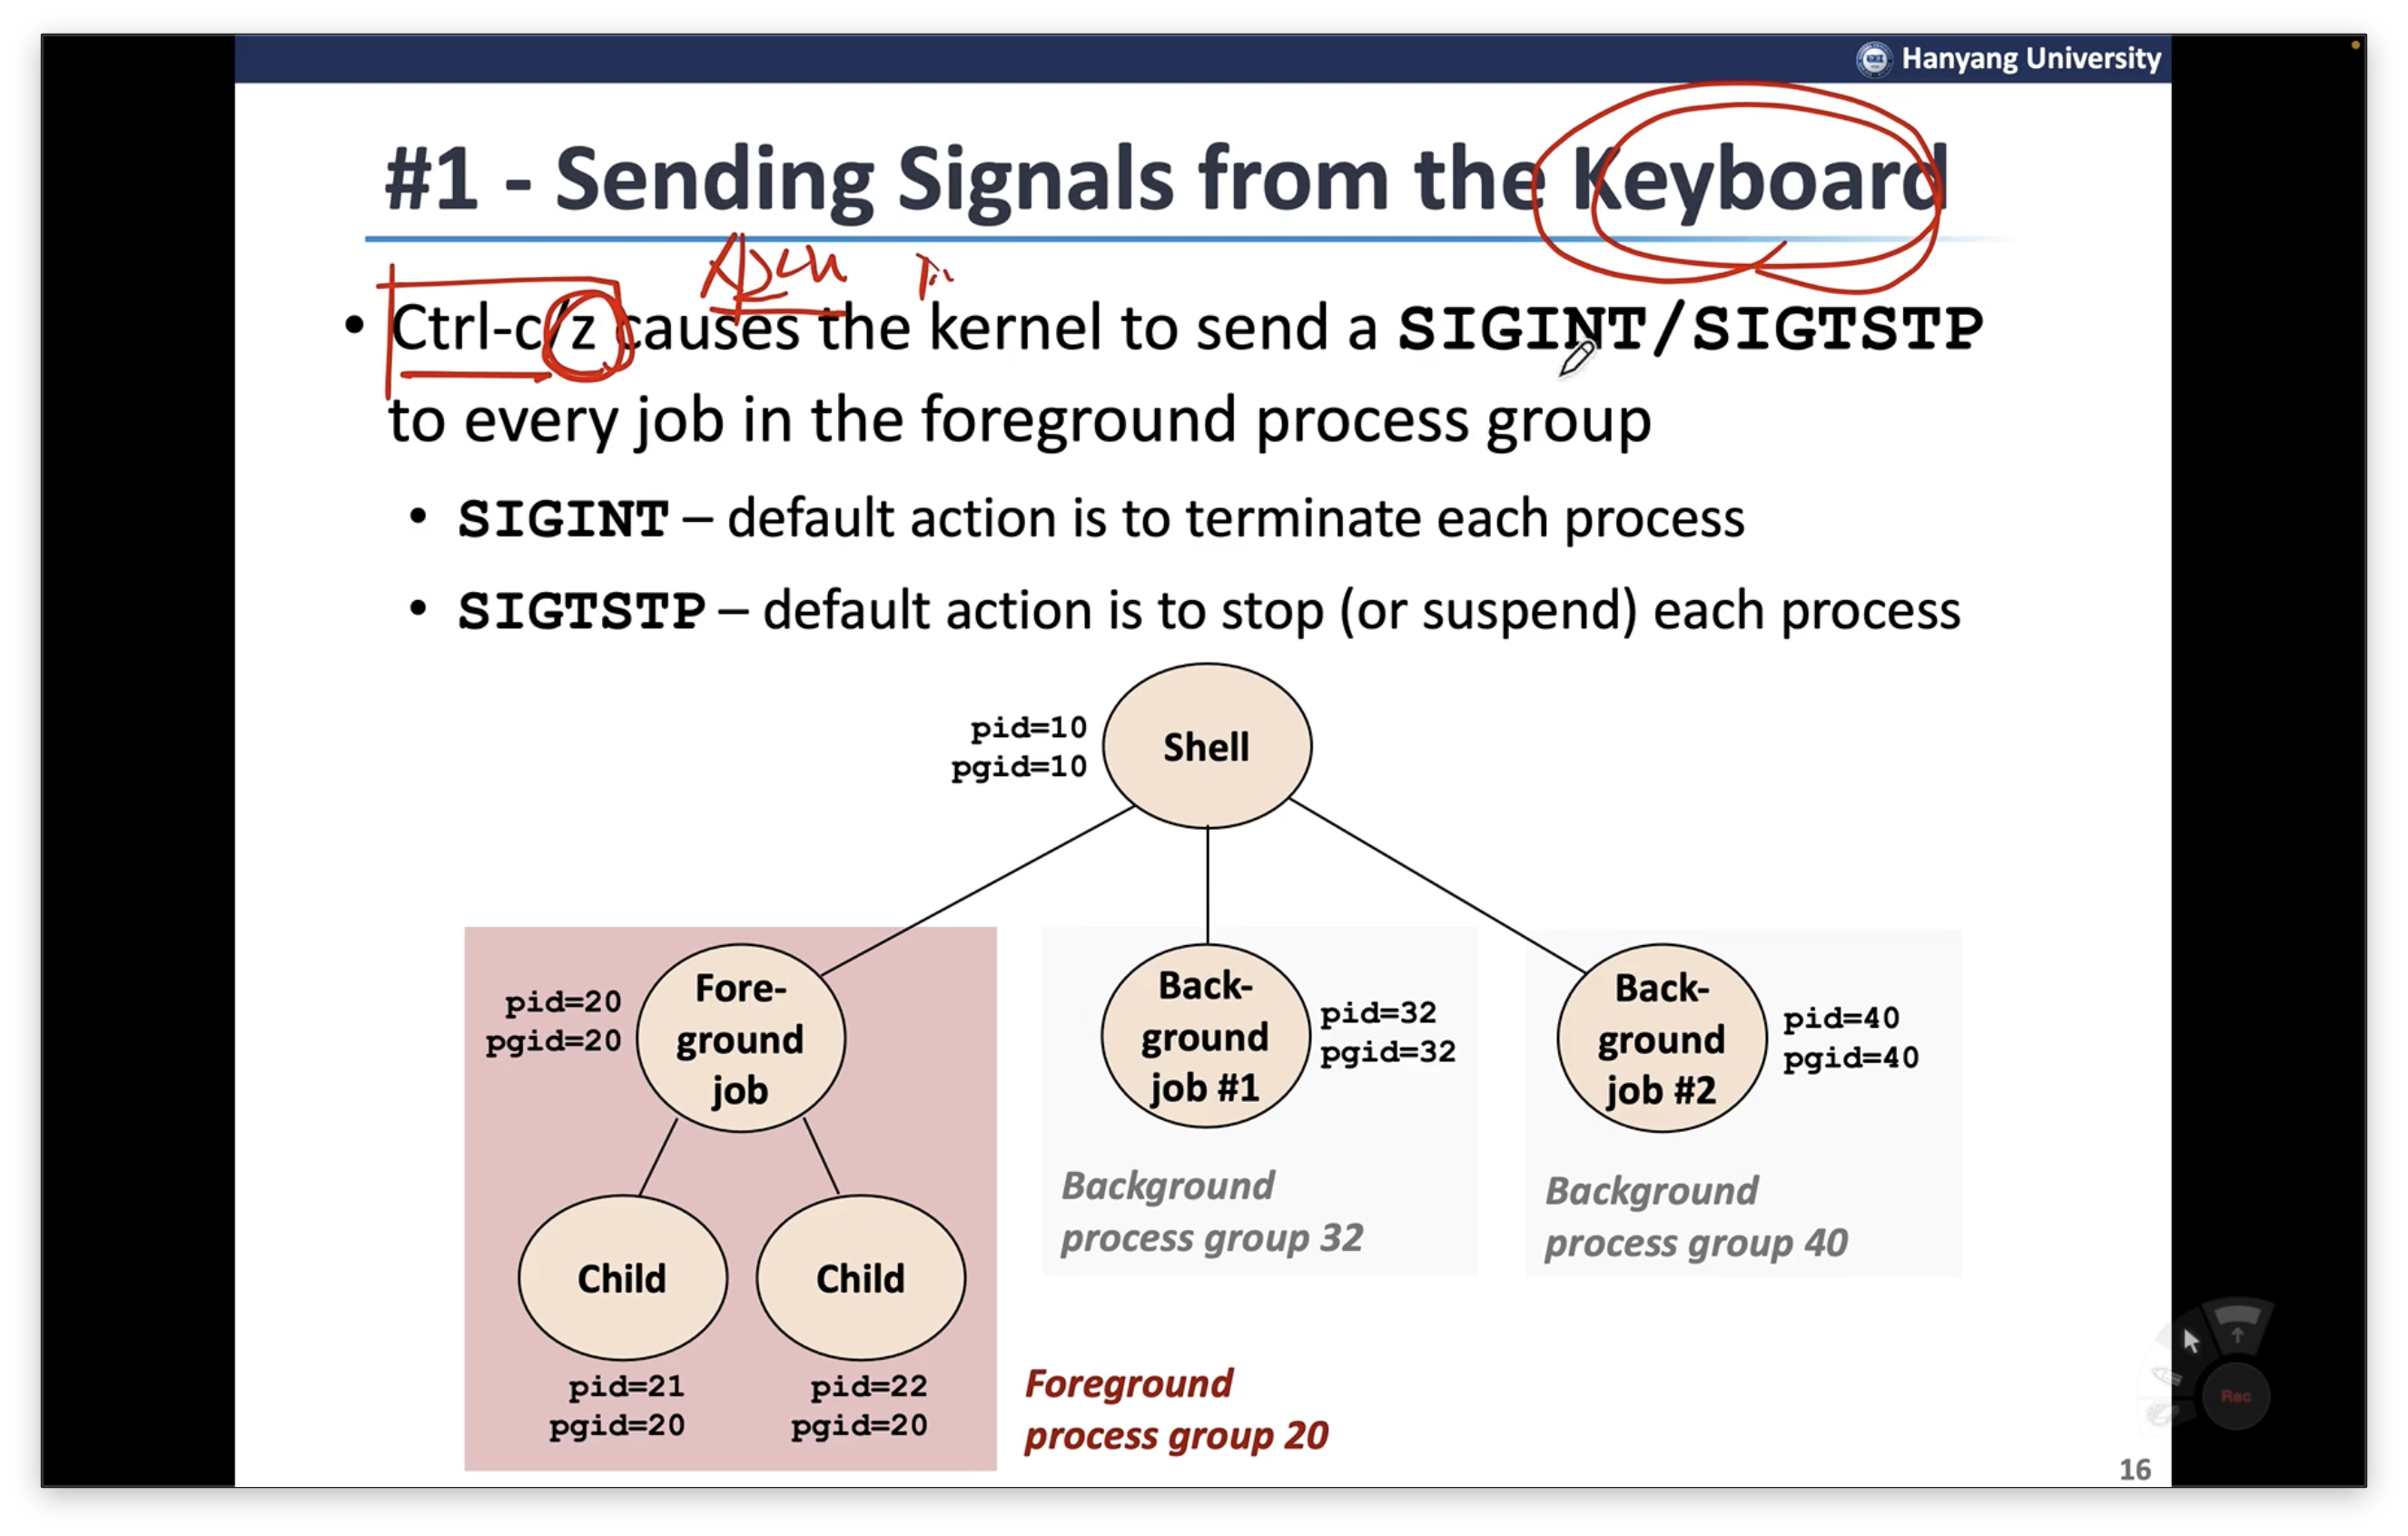 Hanyang University
#1 - Sending Signals from the Keyboard
• Ctrl-c/z causes the kernel to send a SIGINT/SIGTSTP
to every job in the foreground process group
• SIGINT – default action is to terminate each process
• SIGTSTP – default action is to stop (or suspend) each process
pid=10
pgid=10
Shell
pid=20
pgid=20
Fore-
ground
job
Back-
ground
job #1
pid=32
pgid=32
Back-
ground
job #2
pid=40
pgid=40
Background
process group 32
Background
process group 40
Child
Child
pid=21
pgid=20
pid=22
pgid=20
Foreground
process group 20
Rec
16